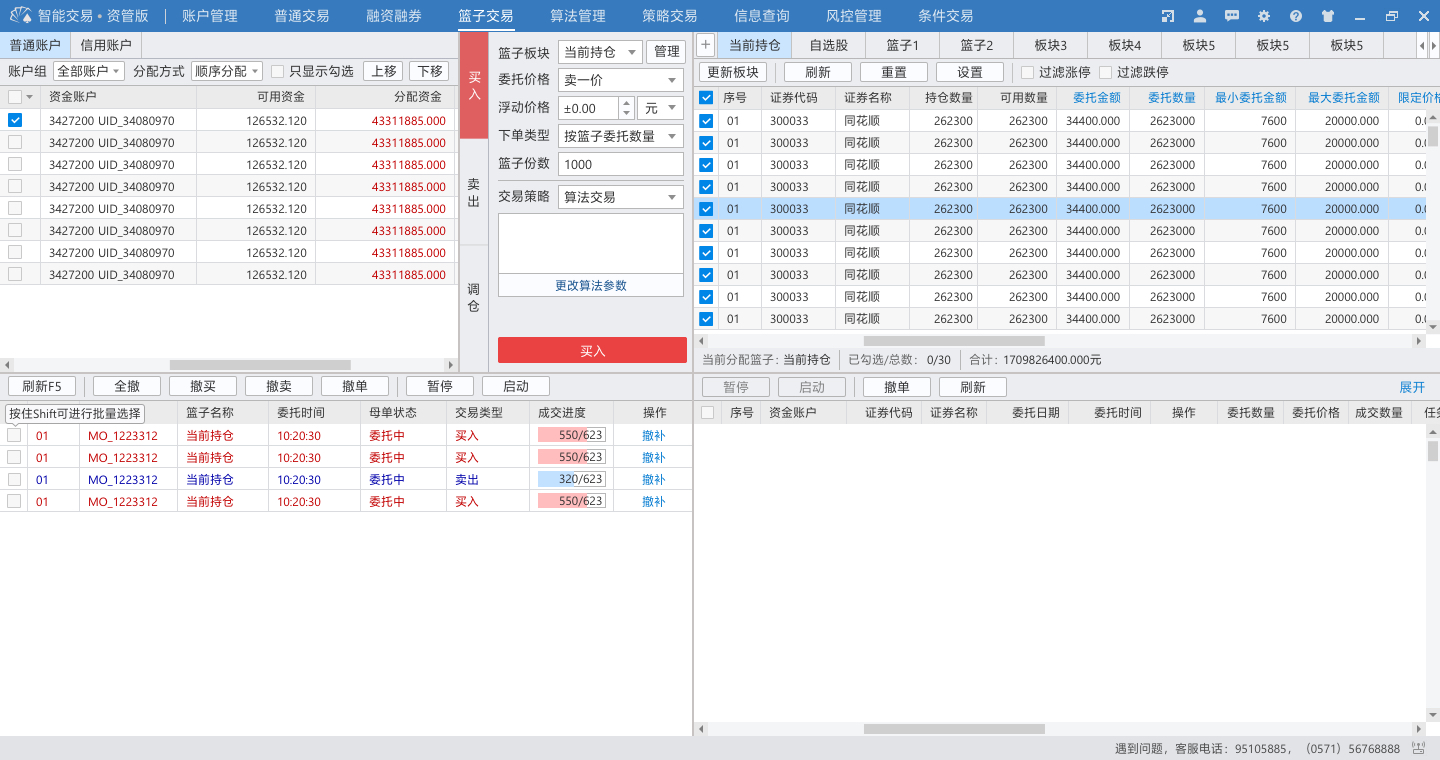 智能交易·资管版 账户管理 普通交易 融资融券 篮子交易 算法管理 策略交易 信息查询 风控管理 条件交易
普通账户 信用账户
账户组 全部账户 分配方式 顺序分配 只显示勾选 上移 下移
资金账户 可用资金 分配资金
3427200 UID_34080970 126532.120 43311885.000
3427200 UID_34080970 126532.120 43311885.000
3427200 UID_34080970 126532.120 43311885.000
3427200 UID_34080970 126532.120 43311885.000
3427200 UID_34080970 126532.120 43311885.000
3427200 UID_34080970 126532.120 43311885.000
3427200 UID_34080970 126532.120 43311885.000
3427200 UID_34080970 126532.120 43311885.000
买入
卖出
调仓
篮子板块 当前持仓 管理
委托价格 卖一价
浮动价格 ±0.00 元
下单类型 按篮子委托数量
篮子份数 1000
交易策略 算法交易
更改算法参数
买入
+ 当前持仓 自选股 篮子1 篮子2 板块3 板块4 板块5 板块5 板块5
更新板块 刷新 重置 设置 过滤涨停 过滤跌停
序号 证券代码 证券名称 持仓数量 可用数量 委托金额 委托数量 最小委托金额 最大委托金额 限定价格
01 300033 同花顺 262300 262300 34400.000 2623000 7600 20000.000
01 300033 同花顺 262300 262300 34400.000 2623000 7600 20000.000
01 300033 同花顺 262300 262300 34400.000 2623000 7600 20000.000
01 300033 同花顺 262300 262300 34400.000 2623000 7600 20000.000
01 300033 同花顺 262300 262300 34400.000 2623000 7600 20000.000
01 300033 同花顺 262300 262300 34400.000 2623000 7600 20000.000
01 300033 同花顺 262300 262300 34400.000 2623000 7600 20000.000
01 300033 同花顺 262300 262300 34400.000 2623000 7600 20000.000
01 300033 同花顺 262300 262300 34400.000 2623000 7600 20000.000
01 300033 同花顺 262300 262300 34400.000 2623000 7600 20000.000
当前分配篮子：当前持仓 已勾选/总数：0/30 合计：1709826400.000元
刷新F5 全撤 撤买 撤卖 撤单 暂停 启动
按住Shift可进行批量选择 篮子名称 委托时间 母单状态 交易类型 成交进度 操作
01 MO_1223312 当前持仓 10:20:30 委托中 买入 550/623 撤补
01 MO_1223312 当前持仓 10:20:30 委托中 买入 550/623 撤补
01 MO_1223312 当前持仓 10:20:30 委托中 卖出 320/623 撤补
01 MO_1223312 当前持仓 10:20:30 委托中 买入 550/623 撤补
暂停 启动 撤单 刷新 展开
序号 资金账户 证券代码 证券名称 委托日期 委托时间 操作 委托数量 委托价格 成交数量
遇到问题，客服电话：95105885，（0571）56768888